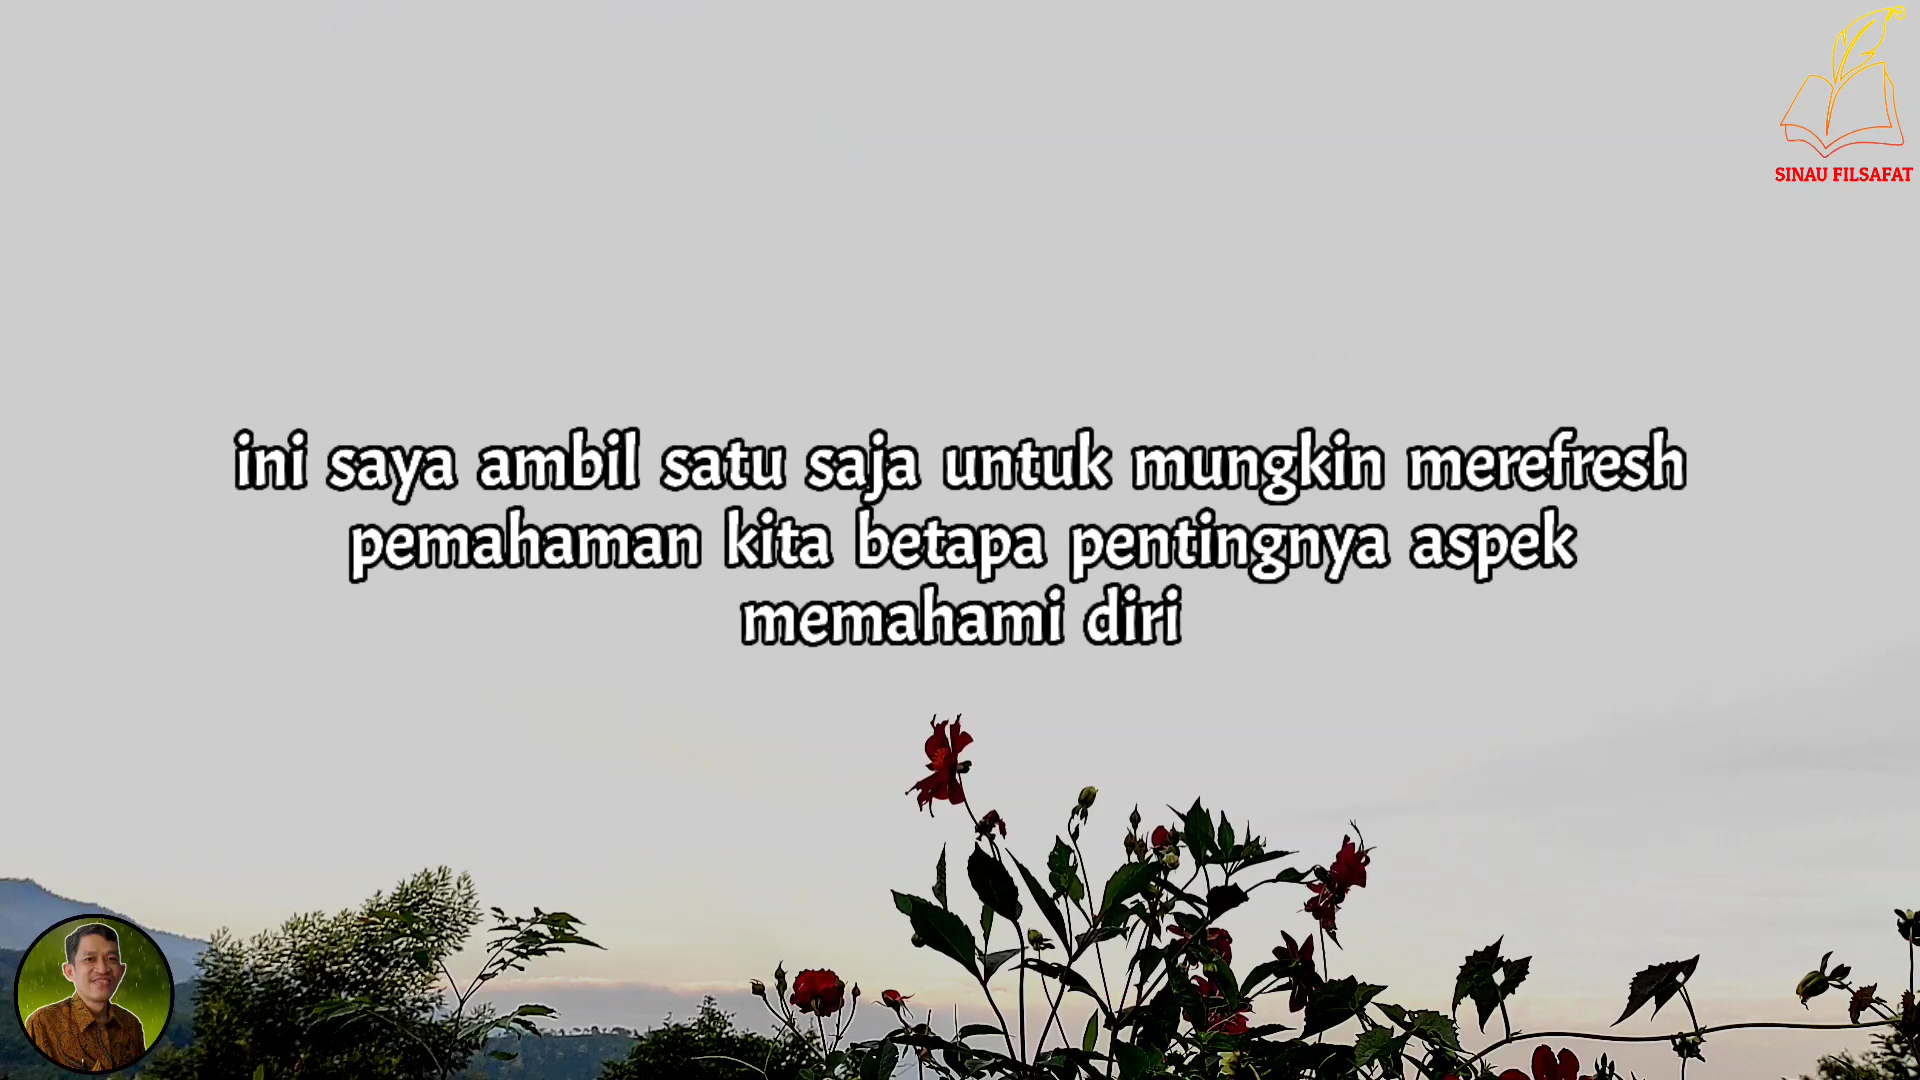 SINAU FILSAFAT
ini saya ambil satu saja untuk mungkin merefresh
pemahaman kita betapa pentingnya aspek
memahami diri